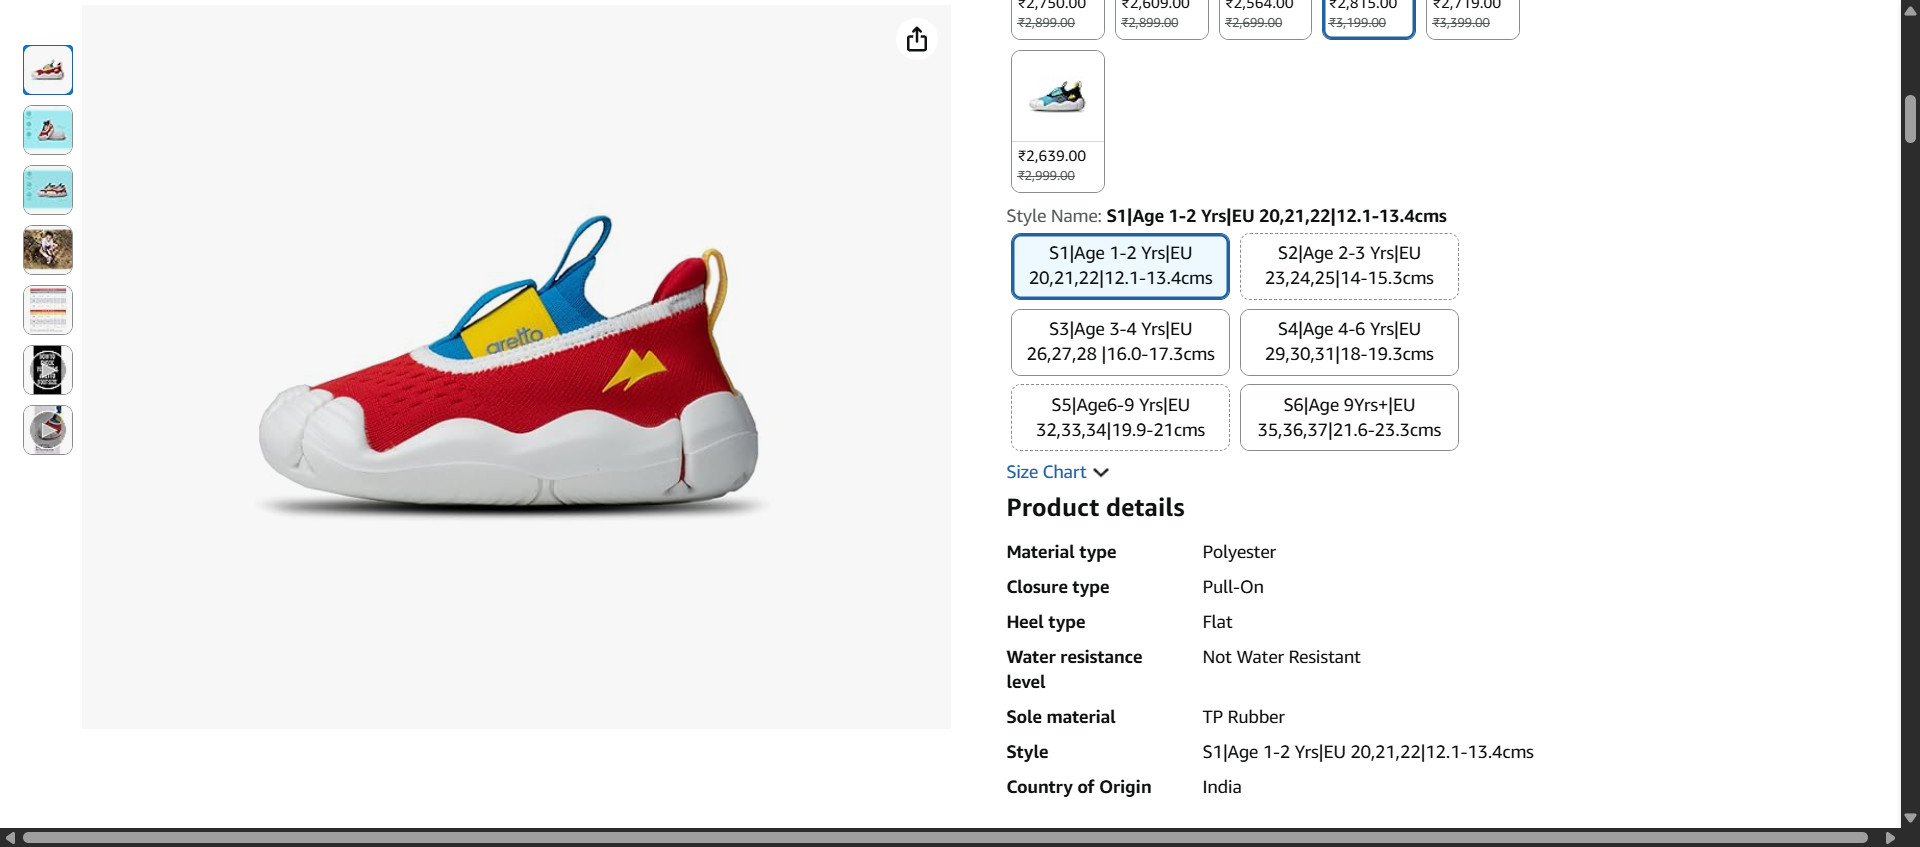 ₹2,750.00
₹2,899.00
₹2,609.00
₹2,899.00
₹2,564.00
₹2,699.00
₹2,815.00
₹3,199.00
₹2,719.00
₹3,399.00
₹2,639.00
₹2,999.00
Style Name: S1|Age 1-2 Yrs|EU 20,21,22|12.1-13.4cms
S1|Age 1-2 Yrs|EU
20,21,22|12.1-13.4cms
S2|Age 2-3 Yrs|EU
23,24,25|14-15.3cms
S3|Age 3-4 Yrs|EU
26,27,28 |16.0-17.3cms
S4|Age 4-6 Yrs|EU
29,30,31|18-19.3cms
S5|Age6-9 Yrs|EU
32,33,34|19.9-21cms
S6|Age 9Yrs+|EU
35,36,37|21.6-23.3cms
Size Chart
Product details
Material type Polyester
Closure type Pull-On
Heel type Flat
Water resistance level Not Water Resistant
Sole material TP Rubber
Style S1|Age 1-2 Yrs|EU 20,21,22|12.1-13.4cms
Country of Origin India
aretto